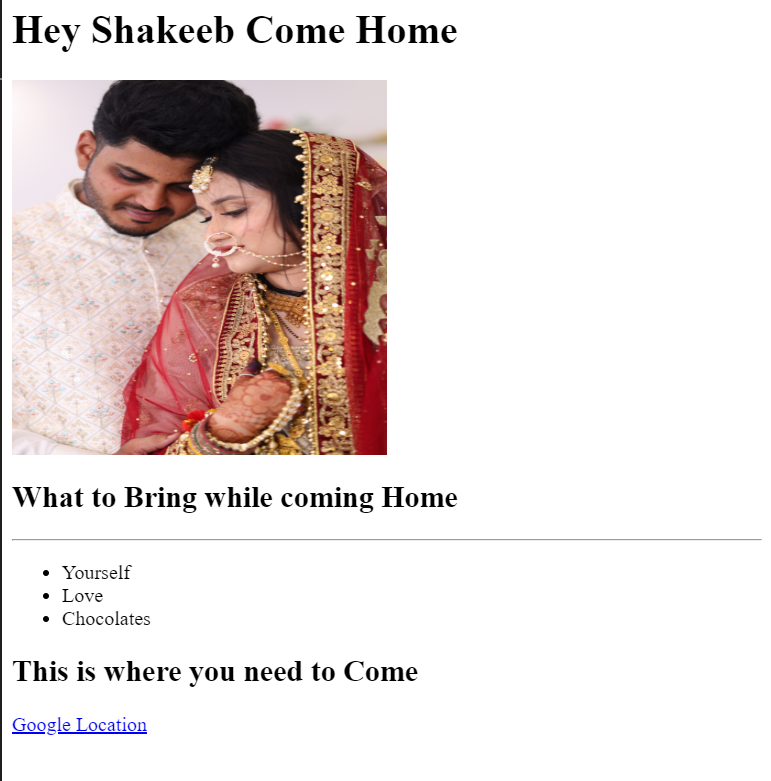 Hey Shakeeb Come Home
What to Bring while coming Home
Yourself
Love
Chocolates
This is where you need to Come
Google Location